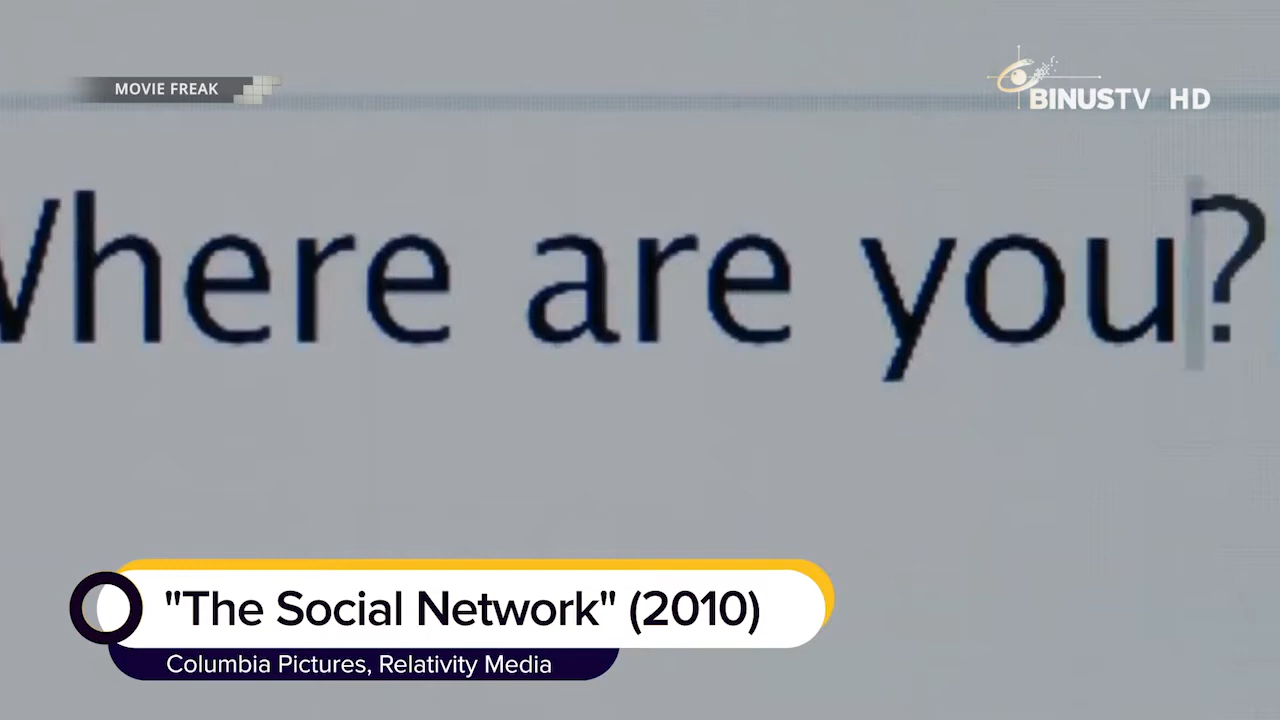 MOVIE FREAK
BINUSTV HD
Where are you?
"The Social Network" (2010)
Columbia Pictures, Relativity Media